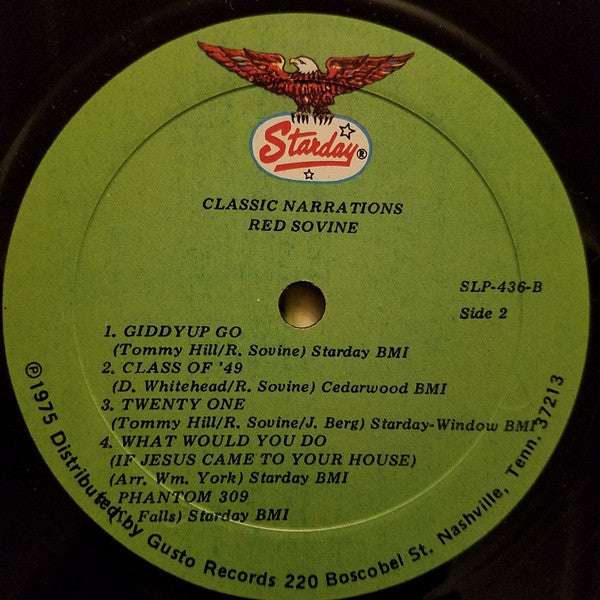 Starday®
CLASSIC NARRATIONS
RED SOVINE
SLP-436-B
Side 2
1. GIDDYUP GO
(Tommy Hill/R. Sovine) Starday BMI
2. CLASS OF '49
(D. Whitehead/R. Sovine) Cedarwood BMI
3. TWENTY ONE
(Tommy Hill/R. Sovine/J. Berg) Starday-Window BMI
4. WHAT WOULD YOU DO
(IF JESUS CAME TO YOUR HOUSE)
(Arr. Wm. York) Starday BMI
PHANTOM 309
Falls) Starday BMI
℗1975 Distributed by Gusto Records 220 Boscobel St. Nashville, Tenn. 37213